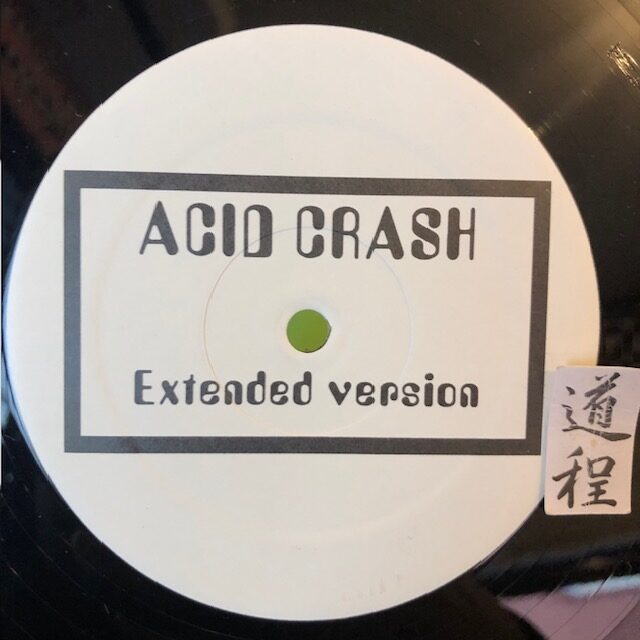 ACID CRASH
Extended version
道
程